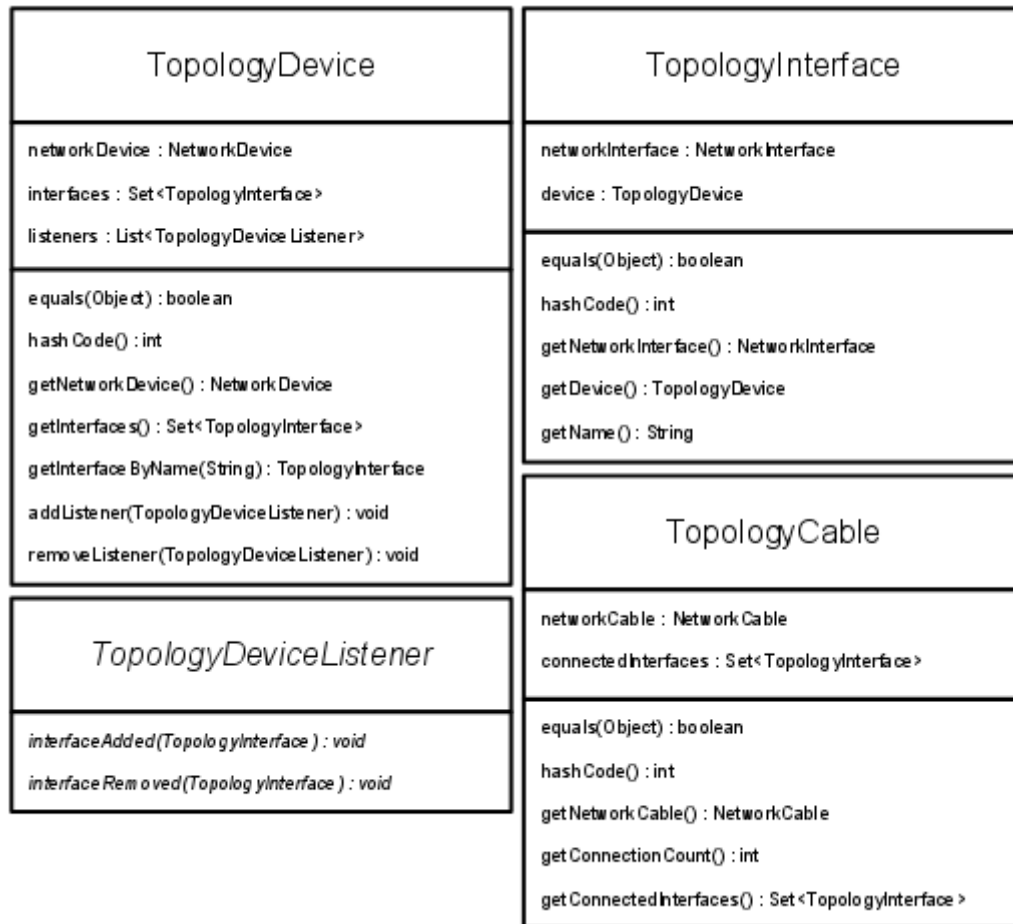 TopologyDevice
networkDevice : NetworkDevice
interfaces : Set<TopologyInterface>
listeners : List<TopologyDeviceListener>
equals(Object) : boolean
hashCode() : int
getNetworkDevice() : NetworkDevice
getInterfaces() : Set<TopologyInterface>
getInterfaceByName(String) : TopologyInterface
addListener(TopologyDeviceListener) : void
removeListener(TopologyDeviceListener) : void
TopologyDeviceListener
interfaceAdded(TopologyInterface) : void
interfaceRemoved(TopologyInterface) : void
TopologyInterface
networkInterface : NetworkInterface
device : TopologyDevice
equals(Object) : boolean
hashCode() : int
getNetworkInterface() : NetworkInterface
getDevice() : TopologyDevice
getName() : String
TopologyCable
networkCable : NetworkCable
connectedInterfaces : Set<TopologyInterface>
equals(Object) : boolean
hashCode() : int
getNetworkCable() : NetworkCable
getConnectionCount() : int
getConnectedInterfaces() : Set<TopologyInterface>